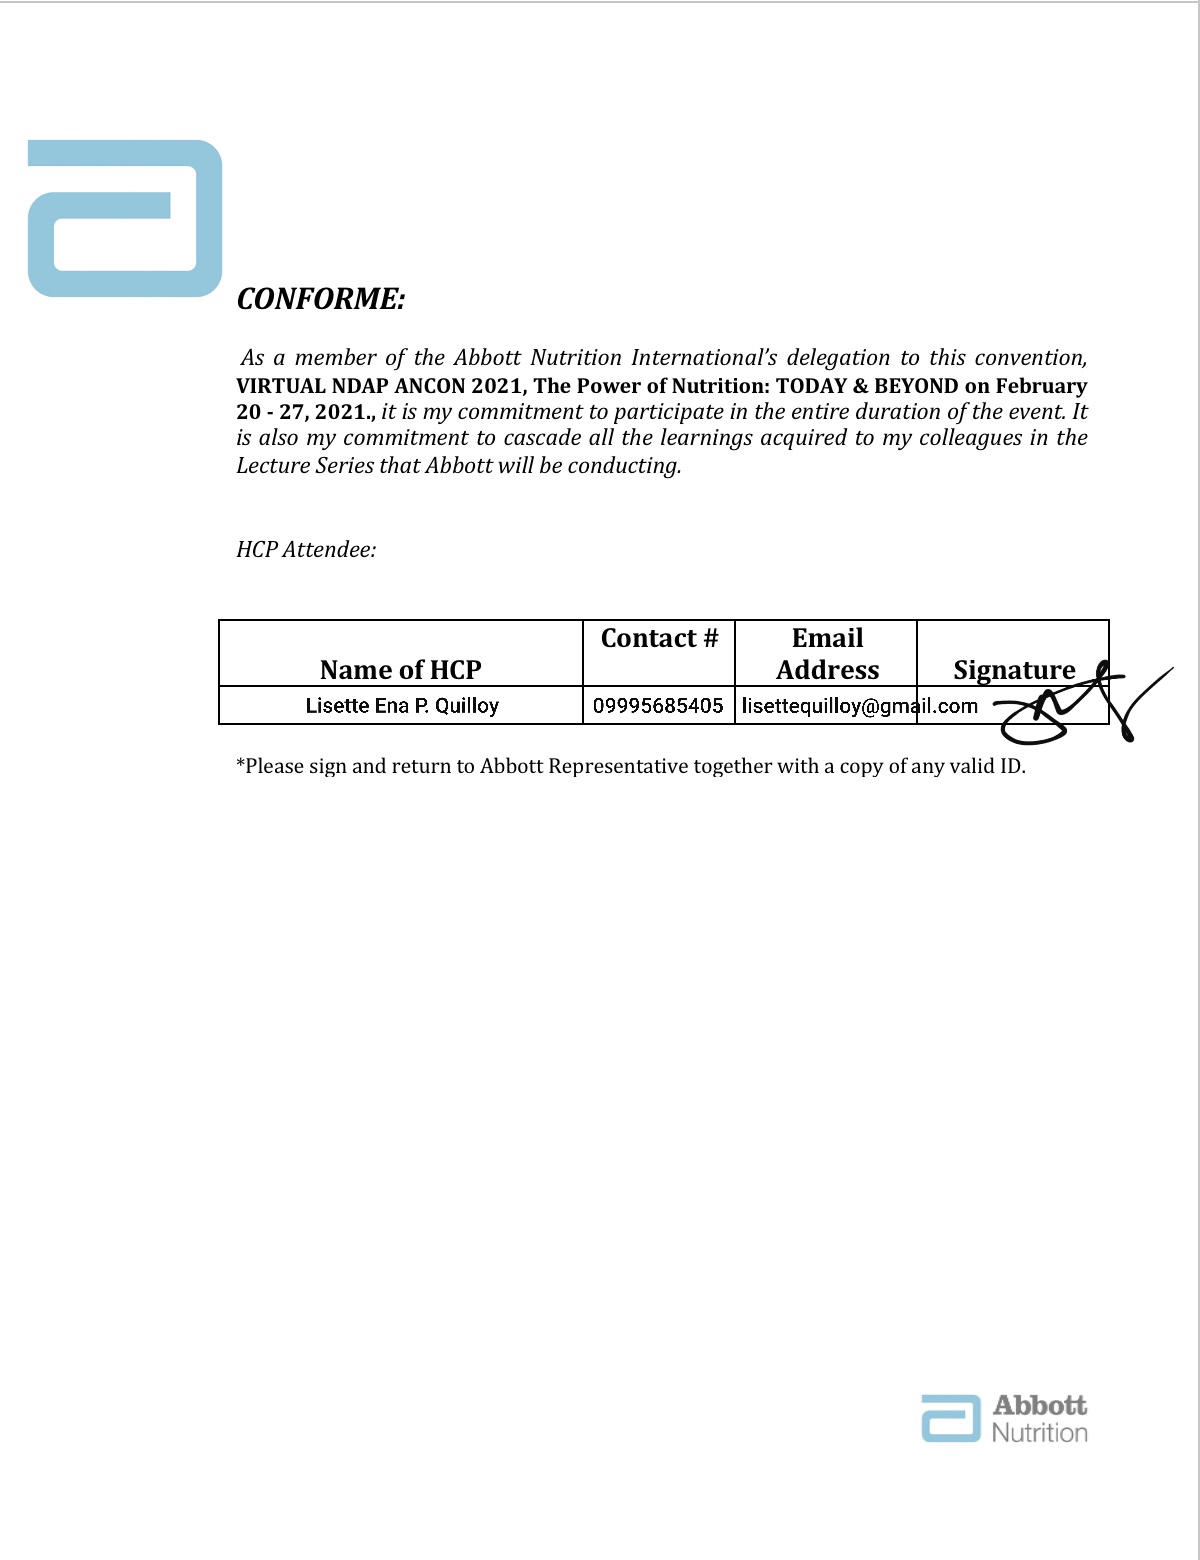 CONFORME:
As a member of the Abbott Nutrition International’s delegation to this convention,
VIRTUAL NDAP ANCON 2021, The Power of Nutrition: TODAY & BEYOND on February
20 - 27, 2021., it is my commitment to participate in the entire duration of the event. It
is also my commitment to cascade all the learnings acquired to my colleagues in the
Lecture Series that Abbott will be conducting.
HCP Attendee:
Name of HCP Contact # Email Address Signature
Lisette Ena P. Quilloy 09995685405 lisettequilloy@gmail.com
*Please sign and return to Abbott Representative together with a copy of any valid ID.
Abbott
Nutrition